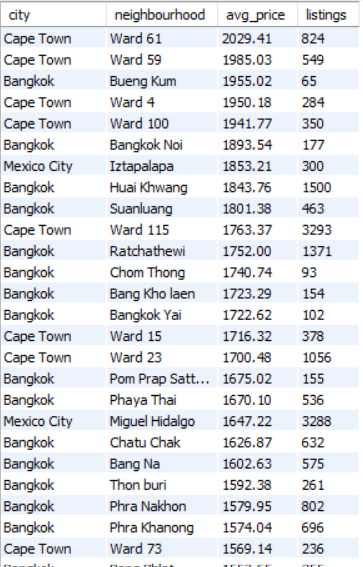 city neighbourhood avg_price listings
Cape Town Ward 61 2029.41 824
Cape Town Ward 59 1985.03 549
Bangkok Bueng Kum 1955.02 65
Cape Town Ward 4 1950.18 284
Cape Town Ward 100 1941.77 350
Bangkok Bangkok Noi 1893.54 177
Mexico City Iztapalapa 1853.21 300
Bangkok Huai Khwang 1843.76 1500
Bangkok Suanluang 1801.38 463
Cape Town Ward 115 1763.37 3293
Bangkok Ratchathewi 1752.00 1371
Bangkok Chom Thong 1740.74 93
Bangkok Bang Kho laen 1723.29 154
Bangkok Bangkok Yai 1722.62 102
Cape Town Ward 15 1716.32 378
Cape Town Ward 23 1700.48 1056
Bangkok Pom Prap Satt... 1675.02 155
Bangkok Phaya Thai 1670.10 536
Mexico City Miguel Hidalgo 1647.22 3288
Bangkok Chatu Chak 1626.87 632
Bangkok Bang Na 1602.63 575
Bangkok Thon buri 1592.38 261
Bangkok Phra Nakhon 1579.95 802
Bangkok Phra Khanong 1574.04 696
Cape Town Ward 73 1569.14 236